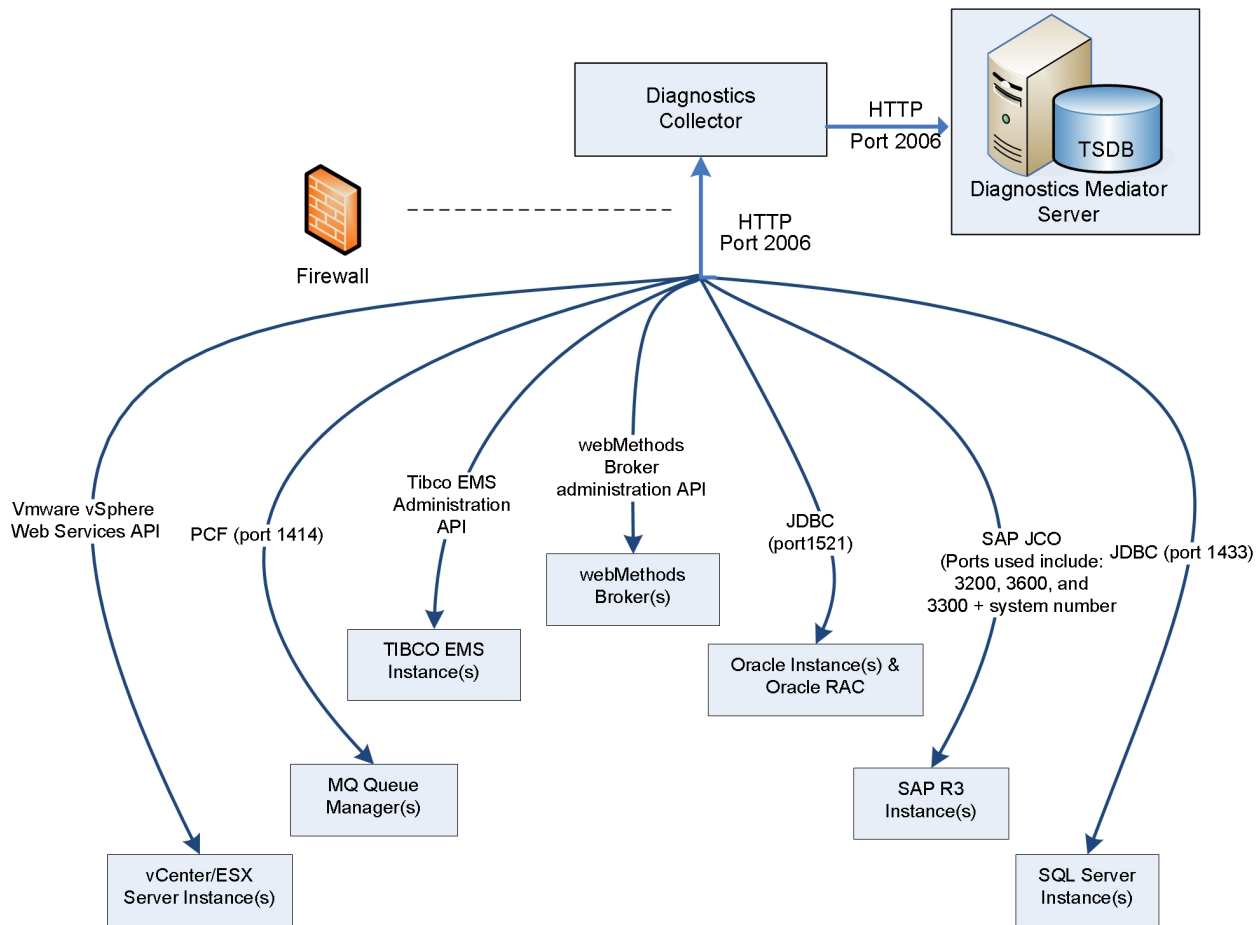 Diagnostics
Collector
HTTP
Port 2006
TSDB
Diagnostics Mediator
Server
HTTP
Port 2006
Firewall
Vmware vSphere
Web Services API
PCF (port 1414)
Tibco EMS
Administration
API
webMethods
Broker
administration API
JDBC
(port1521)
SAP JCO
(Ports used include:
3200, 3600, and
3300 + system number
JDBC (port 1433)
webMethods
Broker(s)
TIBCO EMS
Instance(s)
Oracle Instance(s) &
Oracle RAC
MQ Queue
Manager(s)
SAP R3
Instance(s)
vCenter/ESX
Server Instance(s)
SQL Server
Instance(s)